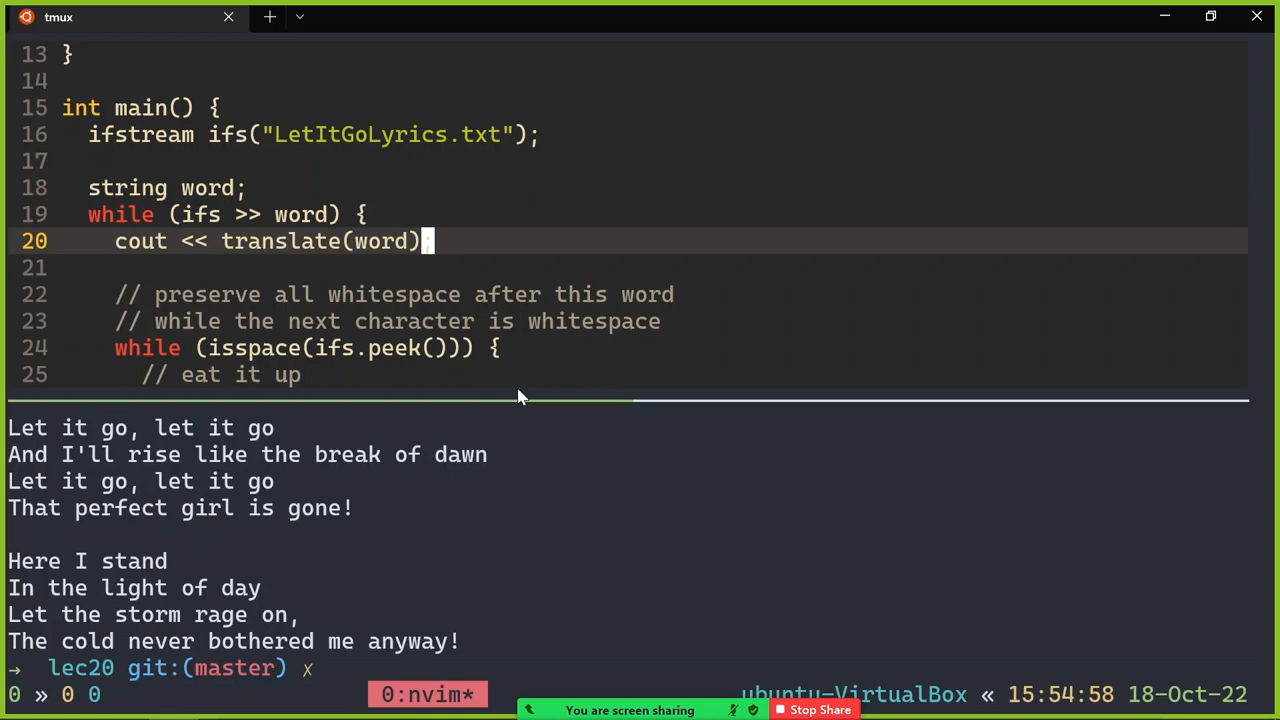 tmux
13 }
14
15 int main() {
16 ifstream ifs("LetItGoLyrics.txt");
17
18 string word;
19 while (ifs >> word) {
20 cout << translate(word);
21
22 // preserve all whitespace after this word
23 // while the next character is whitespace
24 while (isspace(ifs.peek())) {
25 // eat it up
Let it go, let it go
And I'll rise like the break of dawn
Let it go, let it go
That perfect girl is gone!
Here I stand
In the light of day
Let the storm rage on,
The cold never bothered me anyway!
→ lec20 git:(master) ✗
0 » 0 0 0:nvim* ubuntu-VirtualBox « 15:54:58 18-Oct-22
You are screen sharing Stop Share